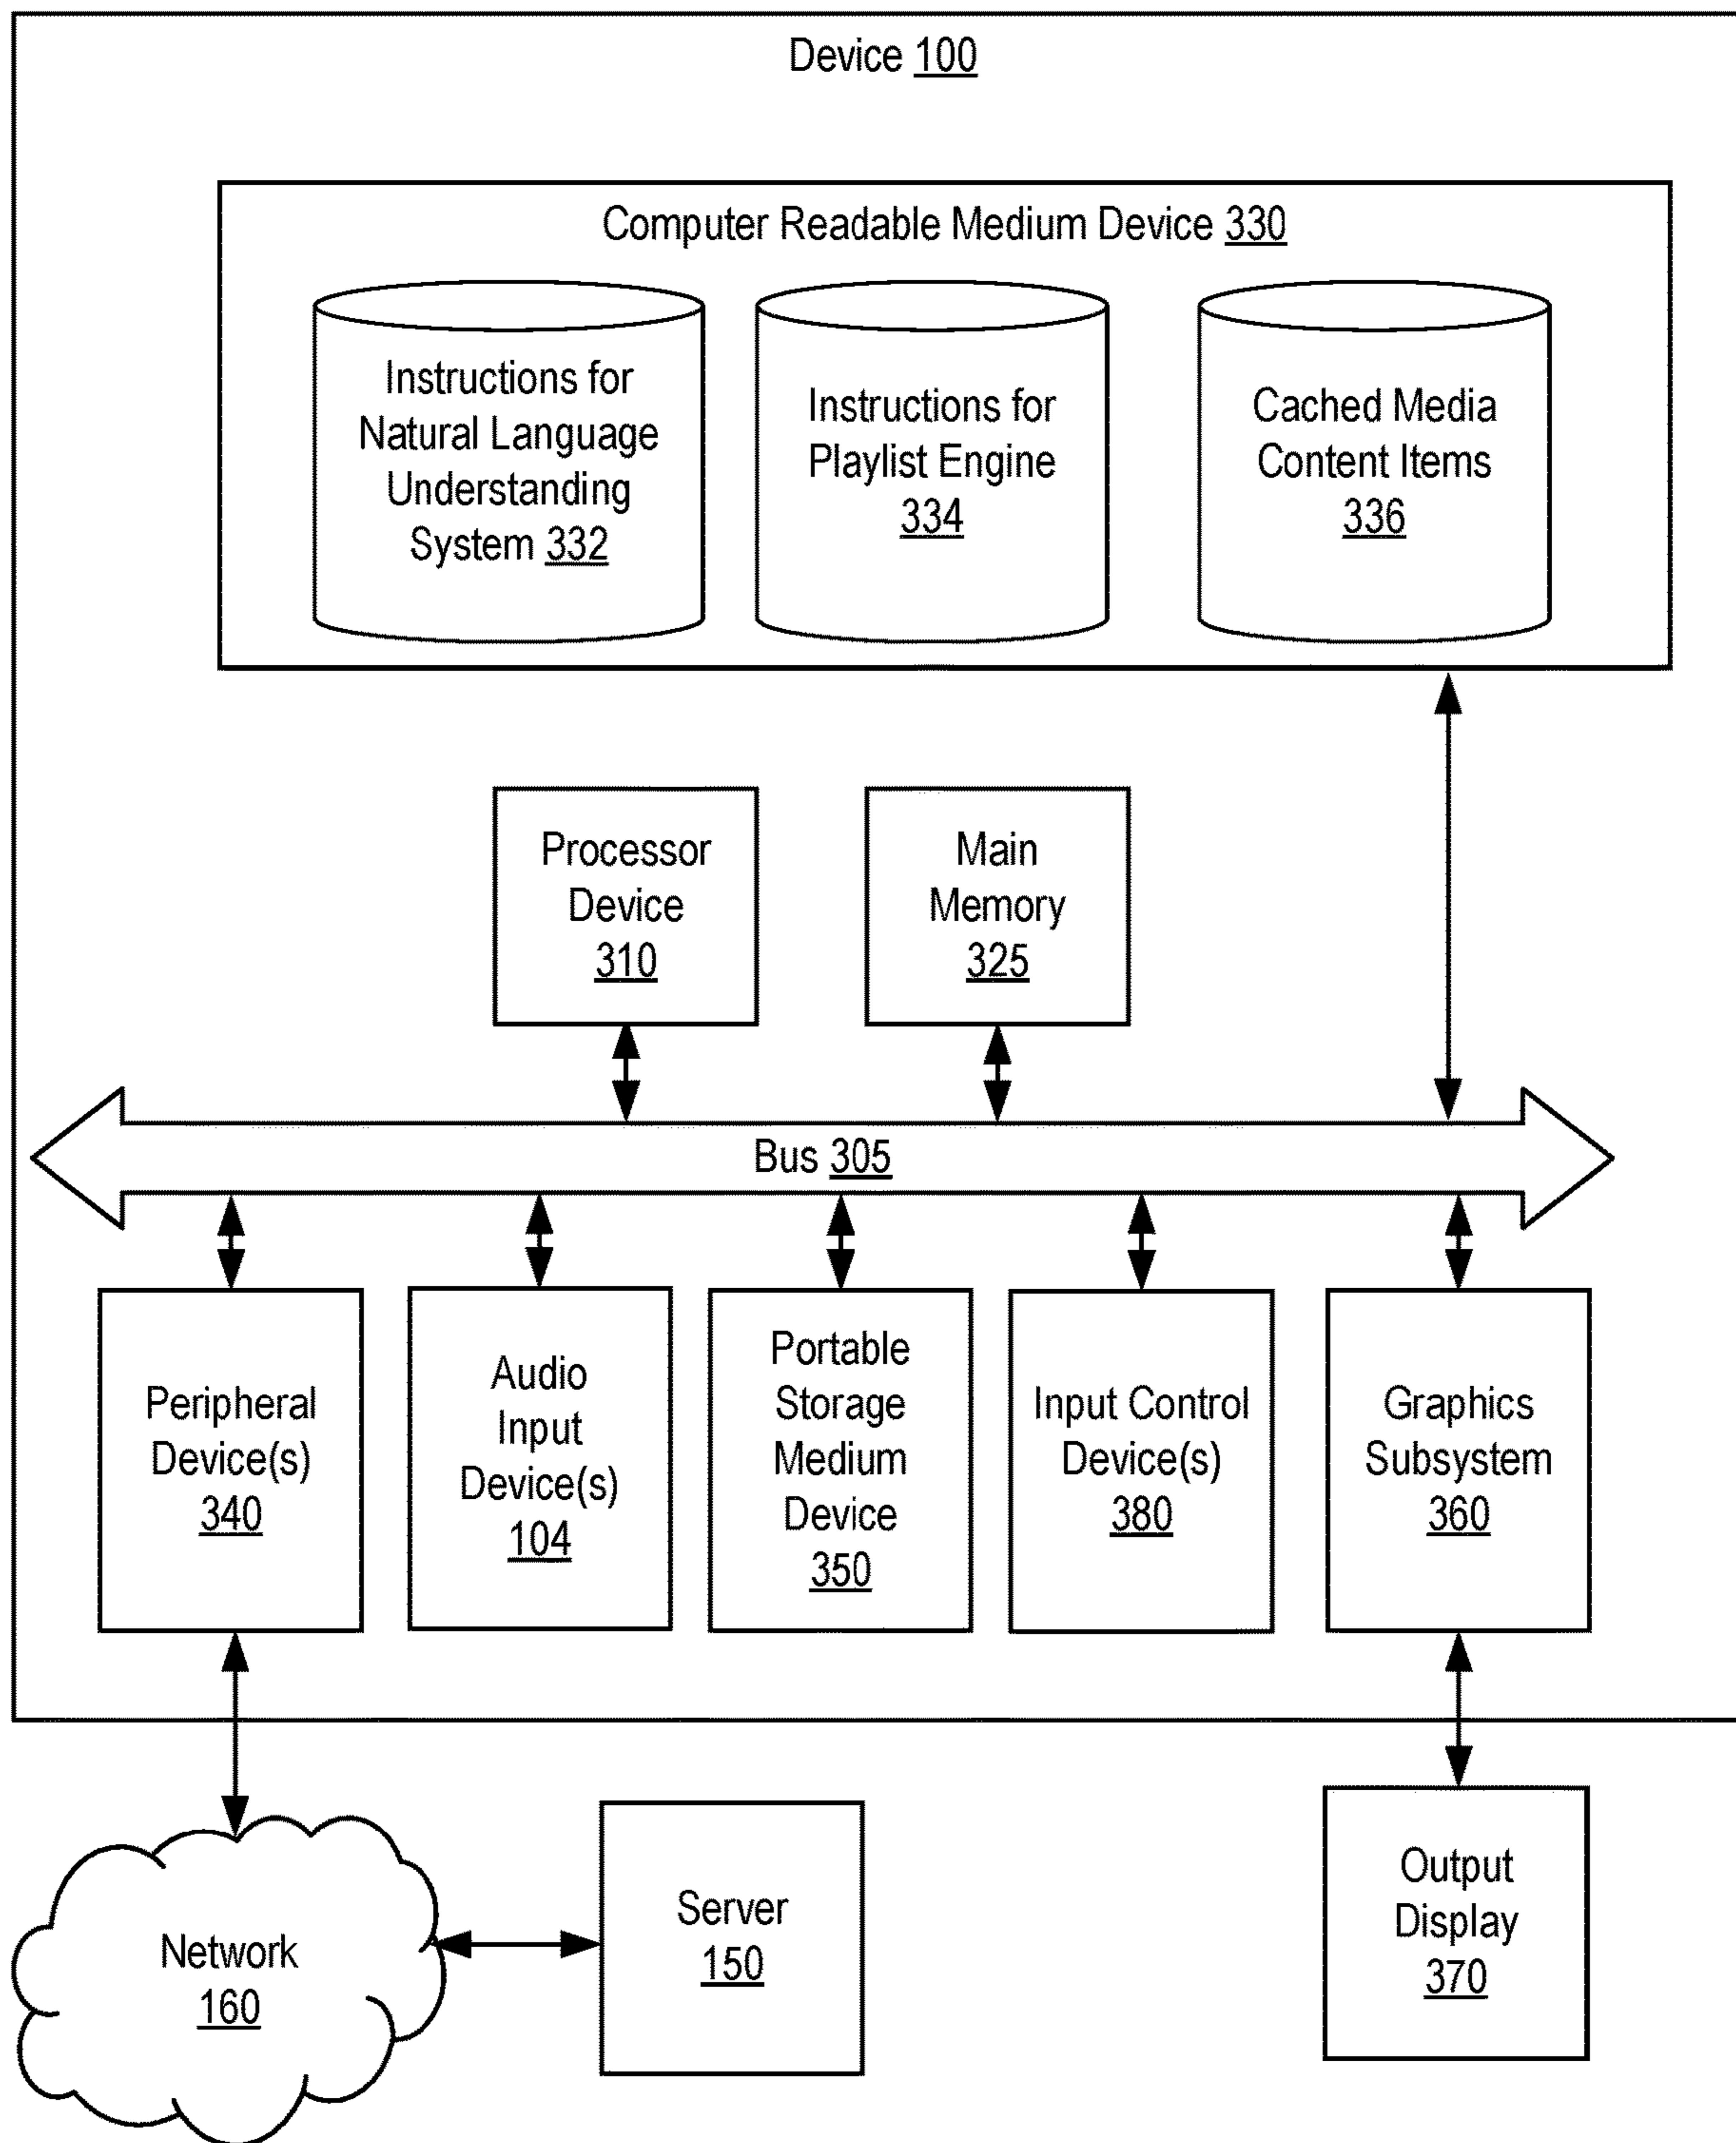 Device 100
Computer Readable Medium Device 330
Instructions for
Natural Language
Understanding
System 332
Instructions for
Playlist Engine
334
Cached Media
Content Items
336
Processor
Device
310
Main
Memory
325
Bus 305
Peripheral
Device(s)
340
Audio
Input
Device(s)
104
Portable
Storage
Medium
Device
350
Input Control
Device(s)
380
Graphics
Subsystem
360
Network
160
Server
150
Output
Display
370